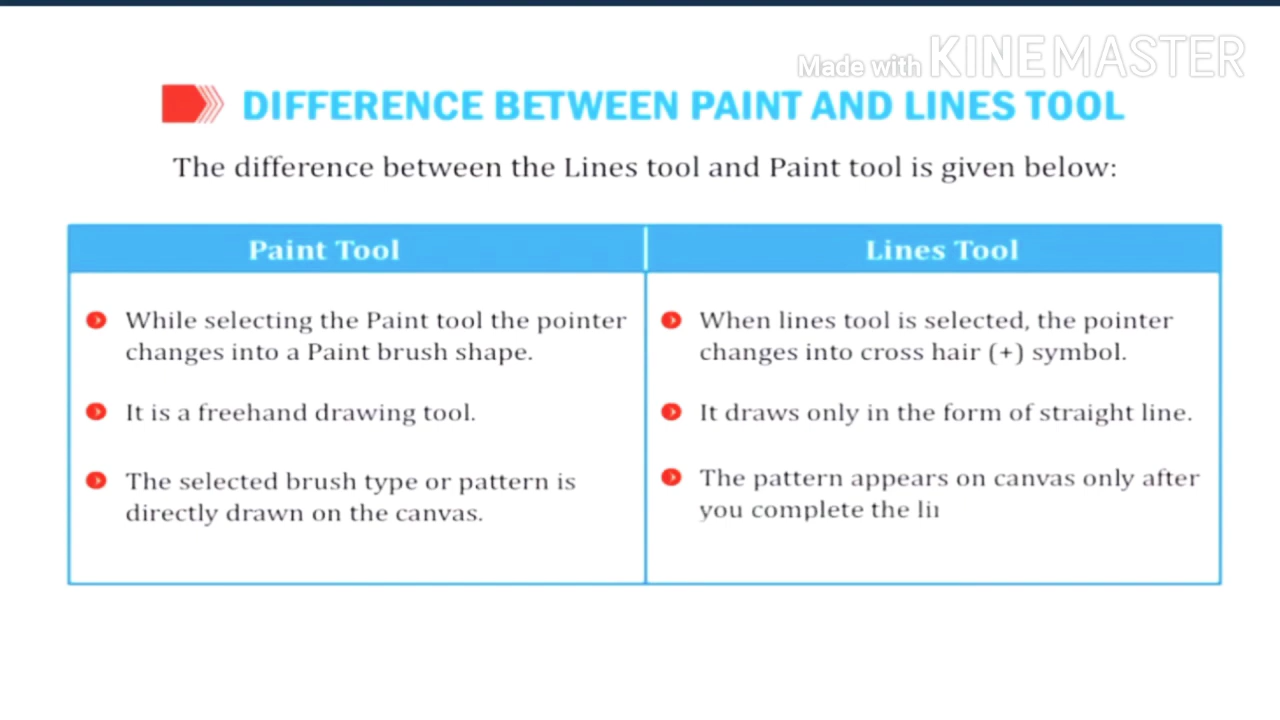 Made with KINEMASTER
DIFFERENCE BETWEEN PAINT AND LINES TOOL
The difference between the Lines tool and Paint tool is given below:
Paint Tool
Lines Tool
While selecting the Paint tool the pointer
changes into a Paint brush shape.
It is a freehand drawing tool.
The selected brush type or pattern is
directly drawn on the canvas.
When lines tool is selected, the pointer
changes into cross hair (+) symbol.
It draws only in the form of straight line.
The pattern appears on canvas only after
you complete the